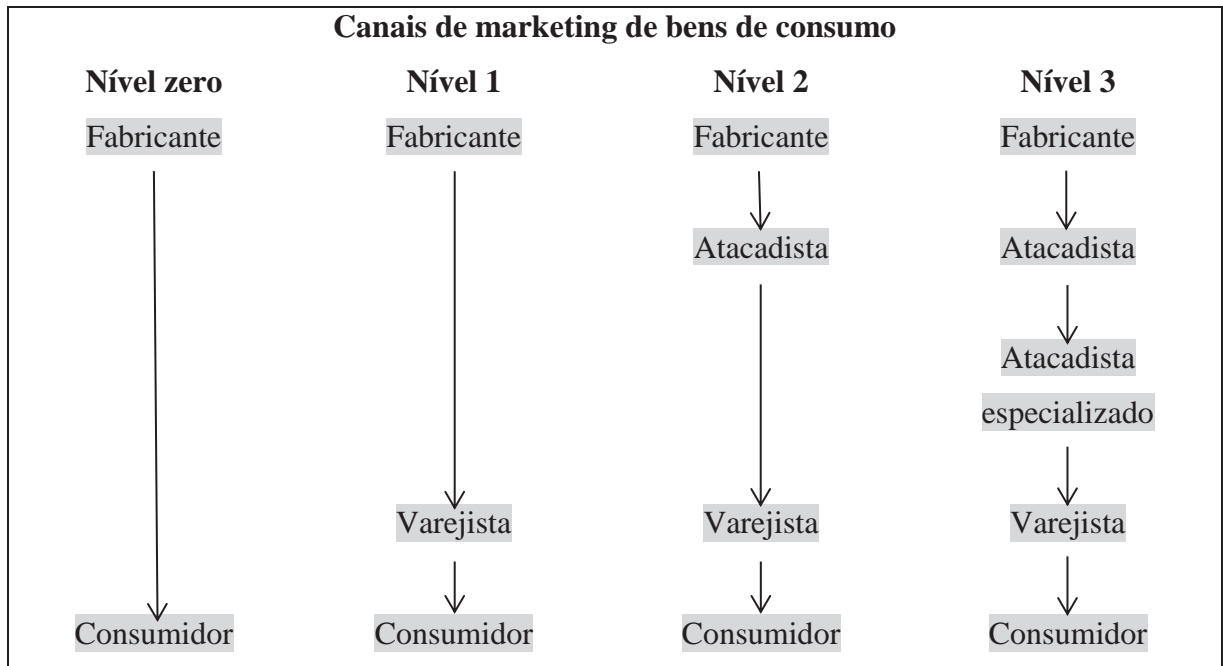 Canais de marketing de bens de consumo
Nível zero Nível 1 Nível 2 Nível 3
Fabricante Fabricante Fabricante Fabricante
Atacadista Atacadista
Atacadista
especializado
Varejista Varejista Varejista
Consumidor Consumidor Consumidor Consumidor